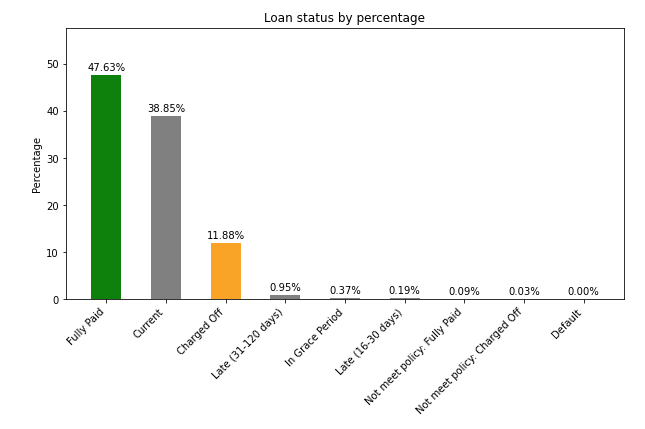 Loan status by percentage
Percentage
50
40
30
20
10
0
47.63%
38.85%
11.88%
0.95%
0.37%
0.19%
0.09%
0.03%
0.00%
Fully Paid
Current
Charged Off
Late (31-120 days)
In Grace Period
Late (16-30 days)
Not meet policy: Fully Paid
Not meet policy: Charged Off
Default